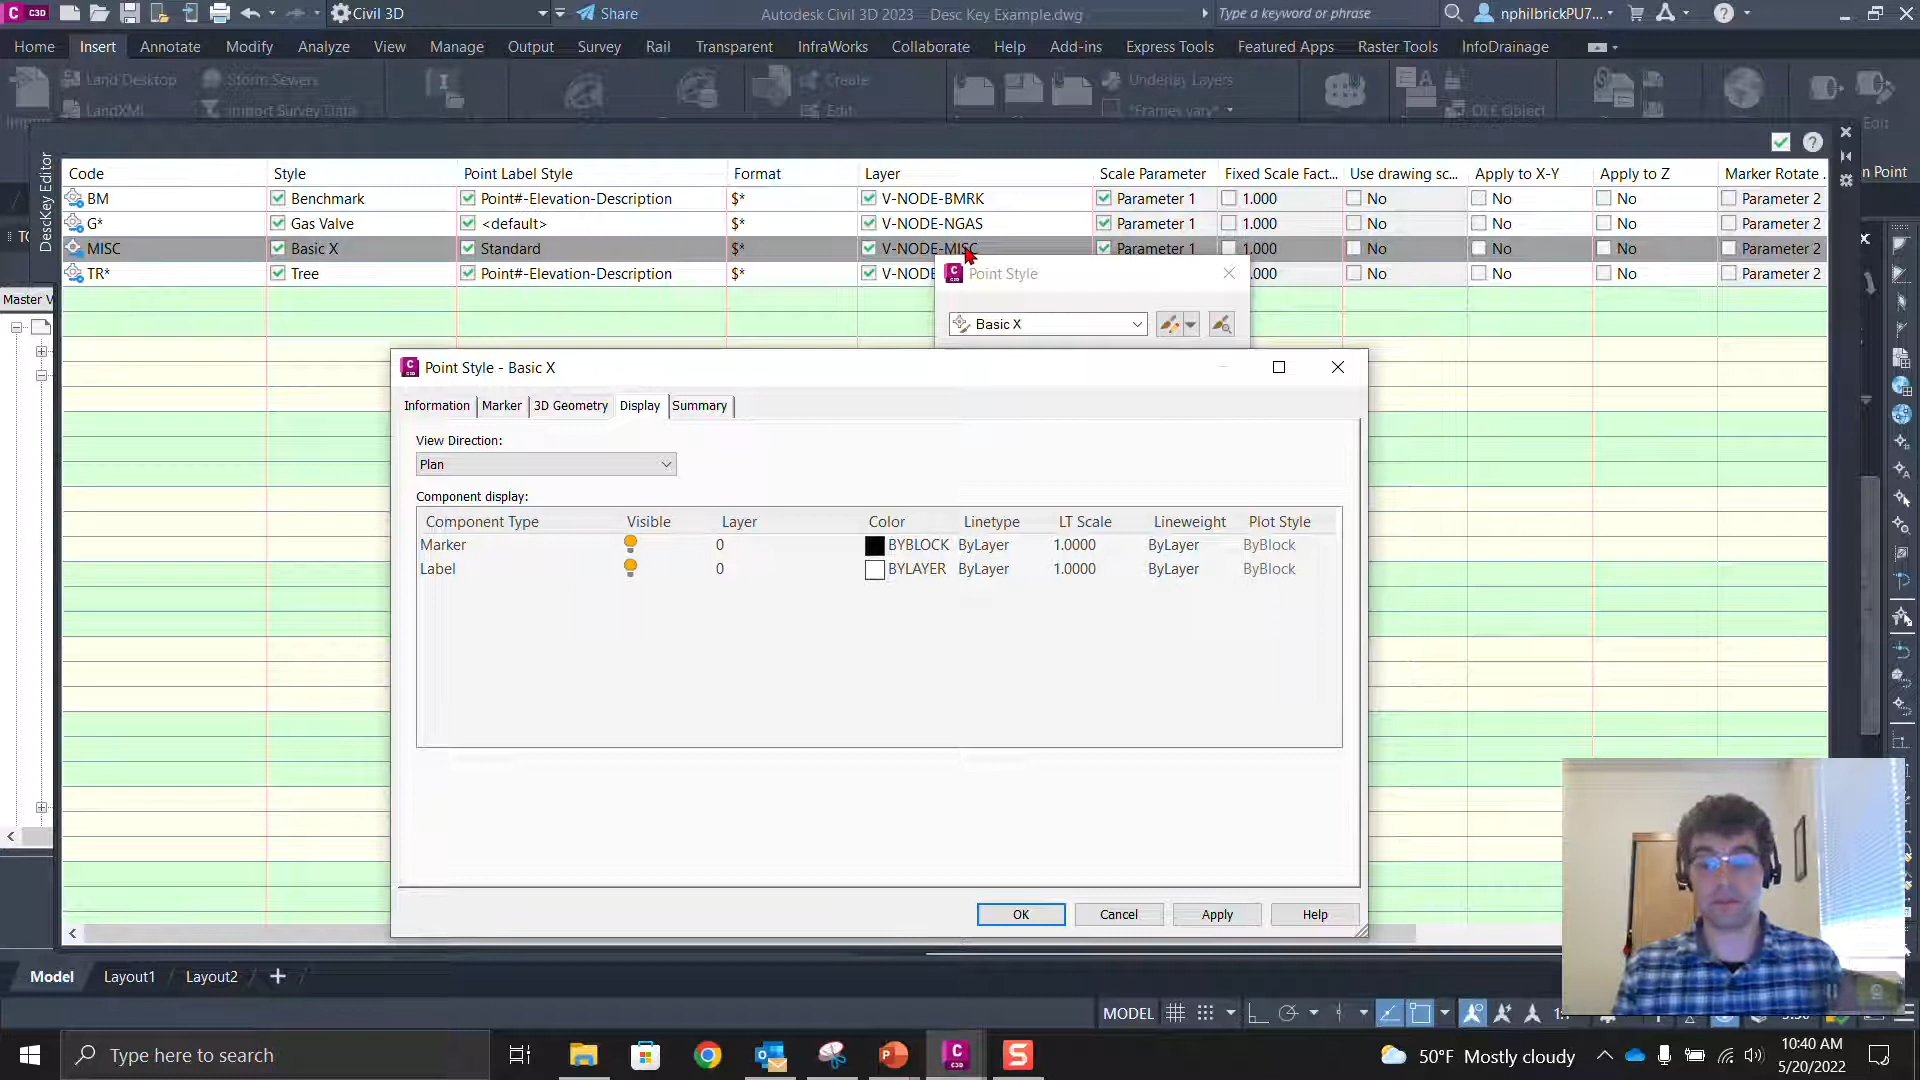 C C3D Civil 3D Share Autodesk Civil 3D 2023 Desc Key Example.dwg Type a keyword or phrase nphilbrickPU7...
Home Insert Annotate Modify Analyze View Manage Output Survey Rail Transparent InfraWorks Collaborate Help Add-ins Express Tools Featured Apps Raster Tools InfoDrainage
Land Desktop Storm Sewers Create Underlay Layers
LandXML Import Survey Data Edit *Frames vary* OLE Object Edit
DescKey Editor
Code Style Point Label Style Format Layer Scale Parameter Fixed Scale Fact... Use drawing sc... Apply to X-Y Apply to Z Marker Rotate . n Point
BM Benchmark Point#-Elevation-Description $* V-NODE-BMRK Parameter 1 1.000 No No No Parameter 2
G* Gas Valve <default> $* V-NODE-NGAS Parameter 1 1.000 No No No Parameter 2
MISC Basic X Standard $* V-NODE-MISC Parameter 1 1.000 No No No Parameter 2
TR* Tree Point#-Elevation-Description $* V-NODE .000 No No No Parameter 2
Point Style
Master V
Basic X
Point Style - Basic X
Information Marker 3D Geometry Display Summary
View Direction:
Plan
Component display:
Component Type Visible Layer Color Linetype LT Scale Lineweight Plot Style
Marker 0 BYBLOCK ByLayer 1.0000 ByLayer ByBlock
Label 0 BYLAYER ByLayer 1.0000 ByLayer ByBlock
OK Cancel Apply Help
Model Layout1 Layout2 +
MODEL
Type here to search
50°F Mostly cloudy
10:40 AM
5/20/2022